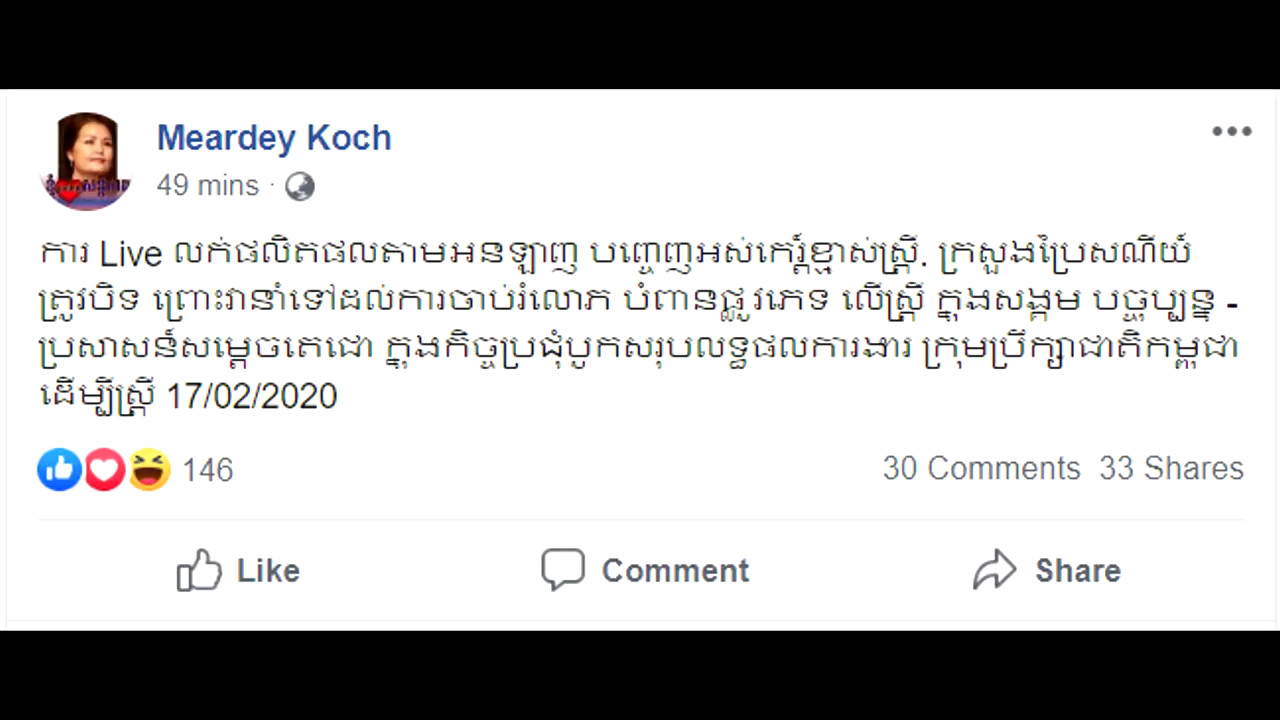 Meardey Koch
49 mins ·
ការ Live លក់ផលិតផលតាមអនឡាញ បញ្ចេញអស់កេរ្ដ៍ខ្មាស់ស្ត្រី. ក្រសួងប្រៃសណីយ៍
ត្រូវបិទ ព្រោះវានាំទៅដល់ការចាប់រំលោភ បំពានផ្លូវភេទ លើស្ត្រី ក្នុងសង្គម បច្ចុប្បន្ន -
ប្រសាសន៍សម្ដេចតេជោ ក្នុងកិច្ចប្រជុំបូកសរុបលទ្ធផលការងារ ក្រុមប្រឹក្សាជាតិកម្ពុជា
ដើម្បីស្ត្រី 17/02/2020
146 30 Comments 33 Shares
Like Comment Share